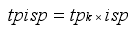 tpisp = tpk × isp